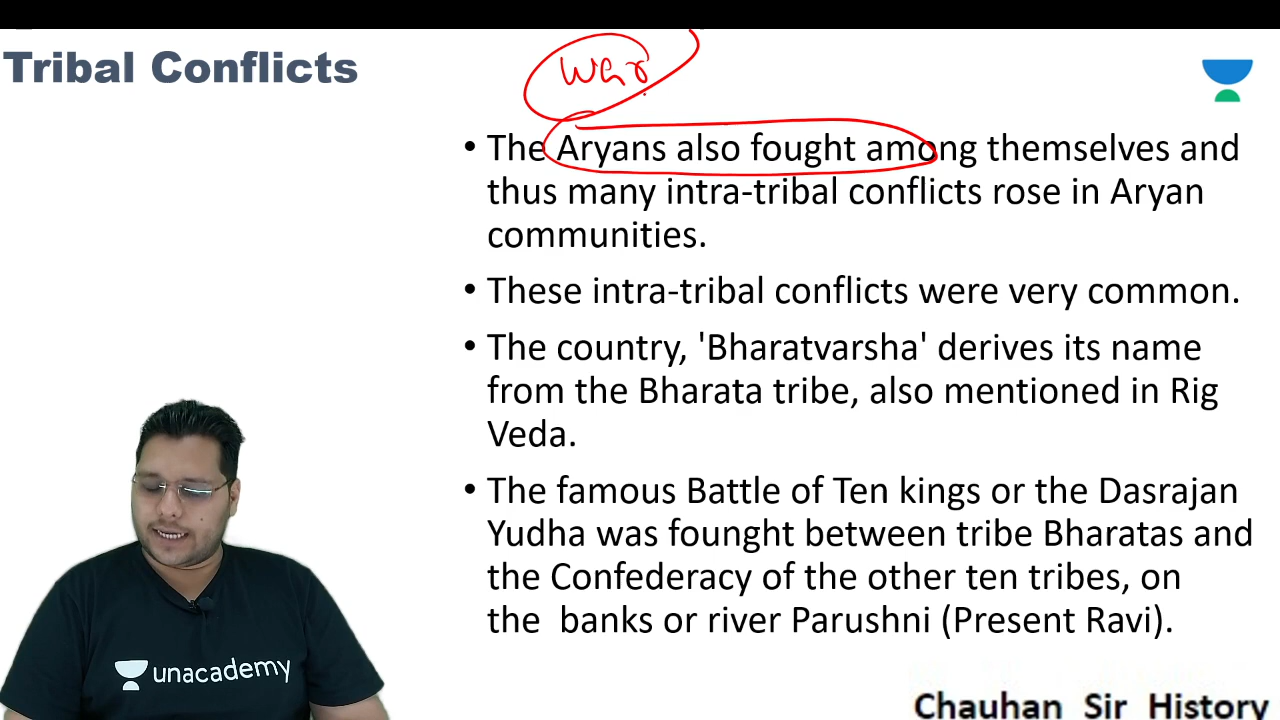 Tribal Conflicts
war
• The Aryans also fought among themselves and
thus many intra-tribal conflicts rose in Aryan
communities.
• These intra-tribal conflicts were very common.
• The country, 'Bharatvarsha' derives its name
from the Bharata tribe, also mentioned in Rig
Veda.
• The famous Battle of Ten kings or the Dasrajan
Yudha was founght between tribe Bharatas and
the Confederacy of the other ten tribes, on
the banks or river Parushni (Present Ravi).
unacademy
Chauhan Sir History